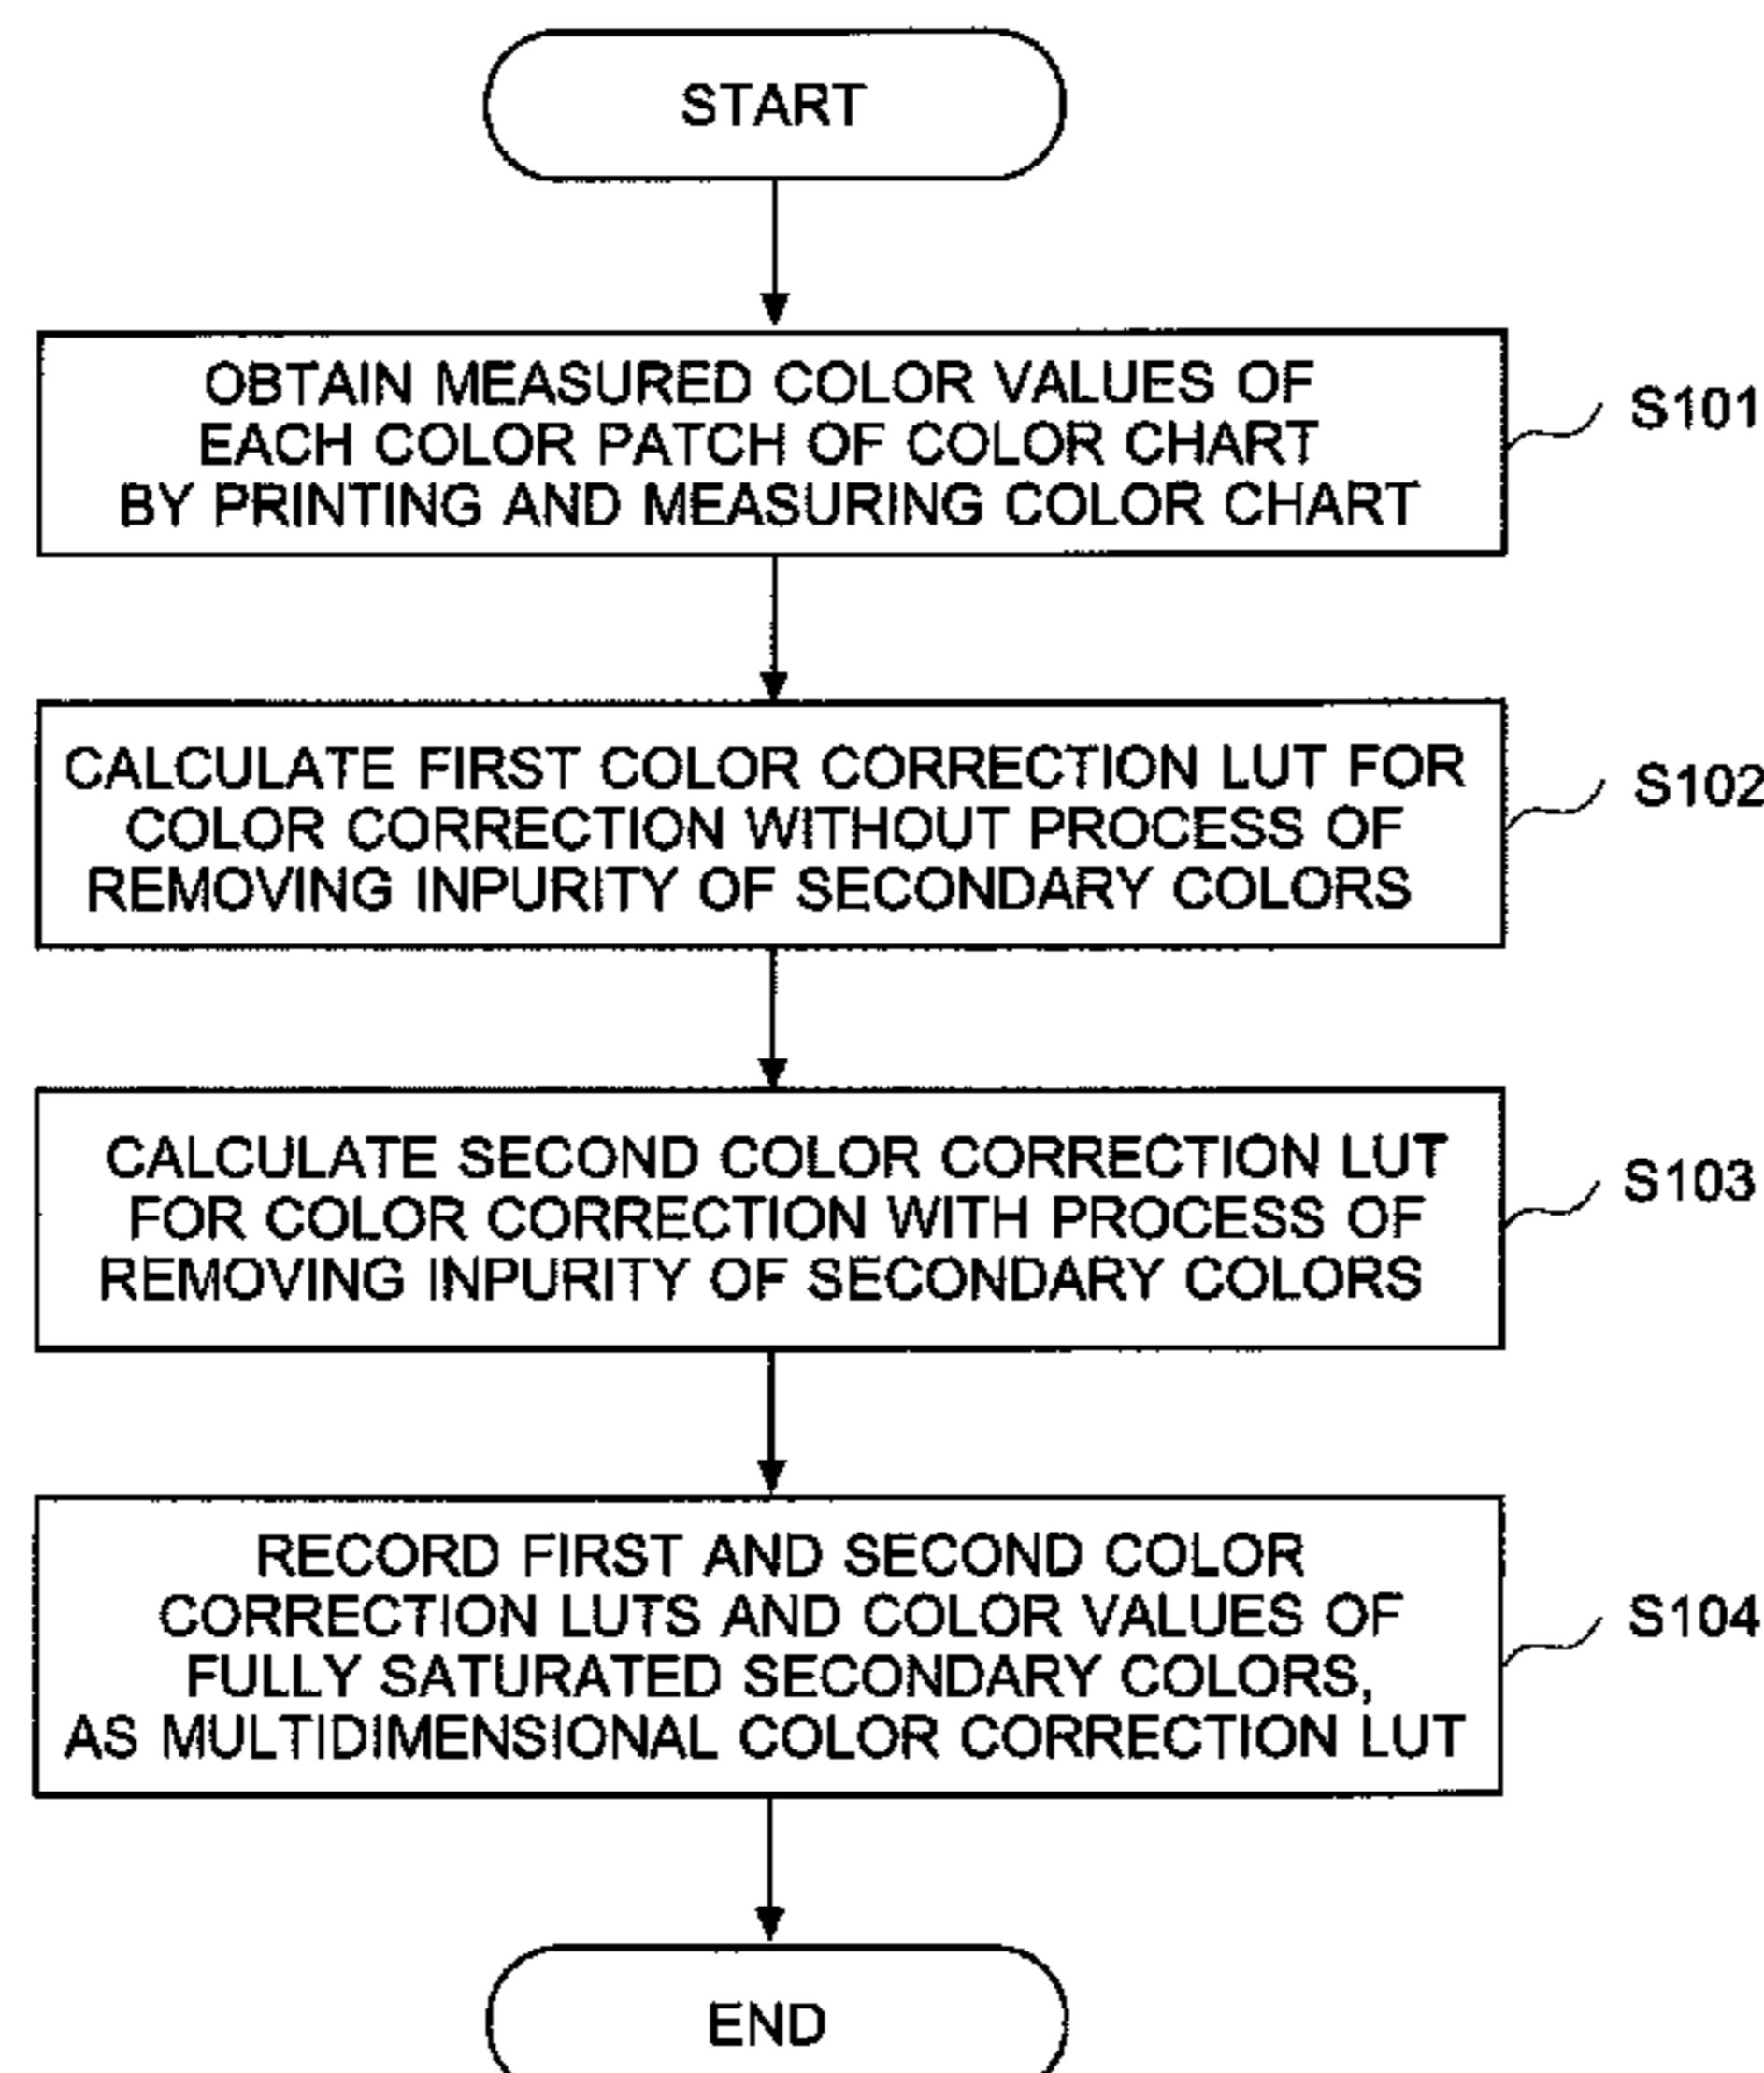 START
OBTAIN MEASURED COLOR VALUES OF
EACH COLOR PATCH OF COLOR CHART
BY PRINTING AND MEASURING COLOR CHART
S101
CALCULATE FIRST COLOR CORRECTION LUT FOR
COLOR CORRECTION WITHOUT PROCESS OF
REMOVING INPURITY OF SECONDARY COLORS
S102
CALCULATE SECOND COLOR CORRECTION LUT
FOR COLOR CORRECTION WITH PROCESS OF
REMOVING INPURITY OF SECONDARY COLORS
S103
RECORD FIRST AND SECOND COLOR
CORRECTION LUTS AND COLOR VALUES OF
FULLY SATURATED SECONDARY COLORS,
AS MULTIDIMENSIONAL COLOR CORRECTION LUT
S104
END